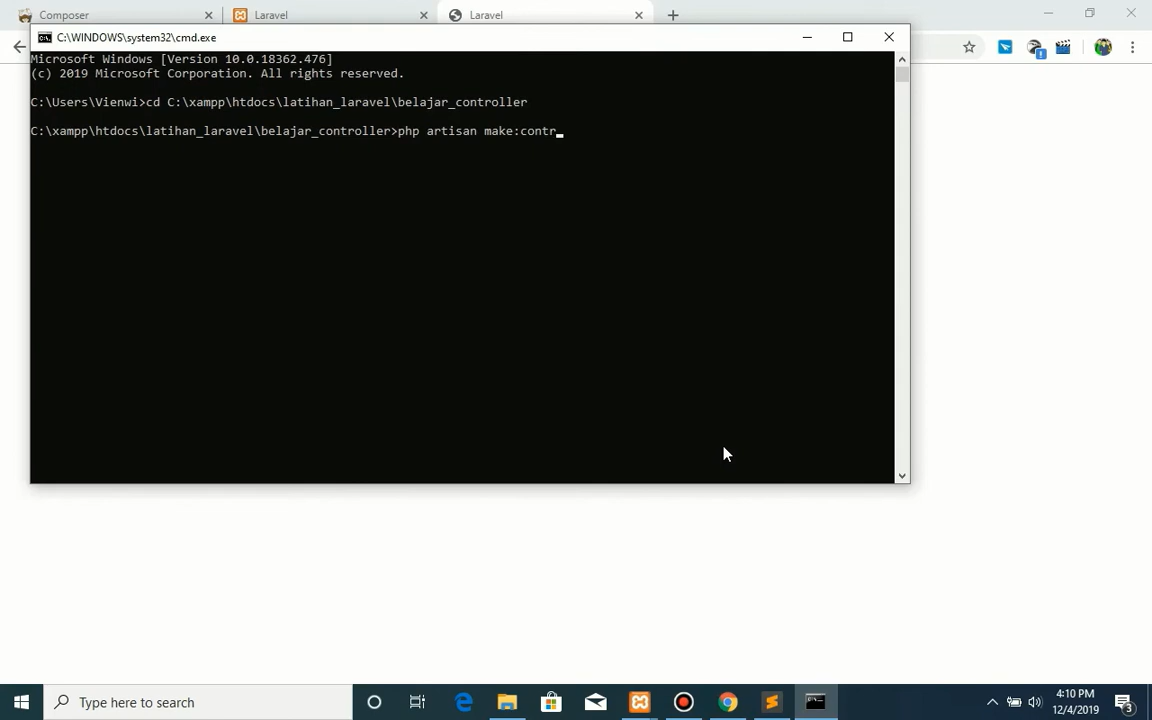 Composer
Laravel
Laravel
C:\WINDOWS\system32\cmd.exe
Microsoft Windows [Version 10.0.18362.476]
(c) 2019 Microsoft Corporation. All rights reserved.
C:\Users\Vienwi>cd C:\xampp\htdocs\latihan_laravel\belajar_controller
C:\xampp\htdocs\latihan_laravel\belajar_controller>php artisan make:contr_
Type here to search
4:10 PM
12/4/2019
3